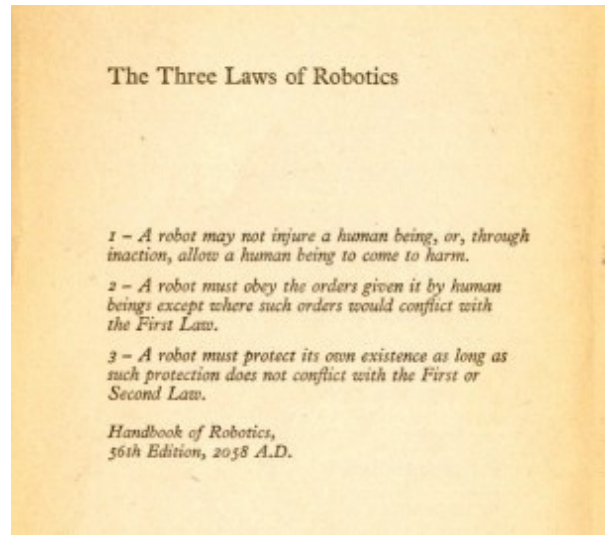 The Three Laws of Robotics
1 – A robot may not injure a human being, or, through
inaction, allow a human being to come to harm.
2 – A robot must obey the orders given it by human
beings except where such orders would conflict with
the First Law.
3 – A robot must protect its own existence as long as
such protection does not conflict with the First or
Second Law.
Handbook of Robotics,
56th Edition, 2058 A.D.